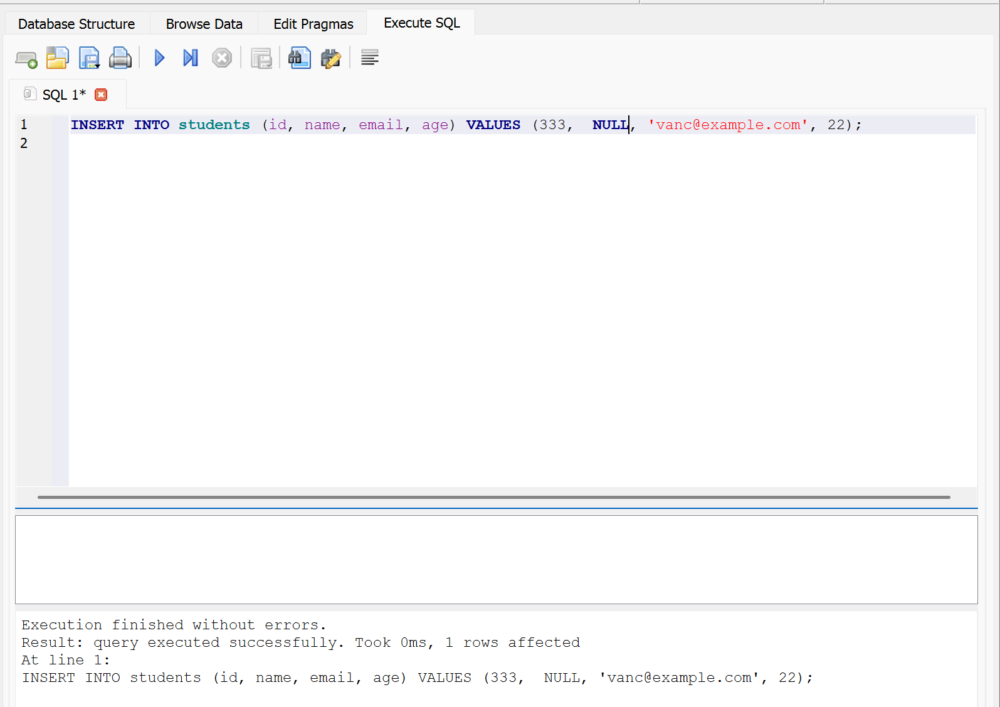 Database Structure Browse Data Edit Pragmas Execute SQL
SQL 1*
1 INSERT INTO students (id, name, email, age) VALUES (333,  NULL, 'vanc@example.com', 22);
2
Execution finished without errors.
Result: query executed successfully. Took 0ms, 1 rows affected
At line 1:
INSERT INTO students (id, name, email, age) VALUES (333,  NULL, 'vanc@example.com', 22);